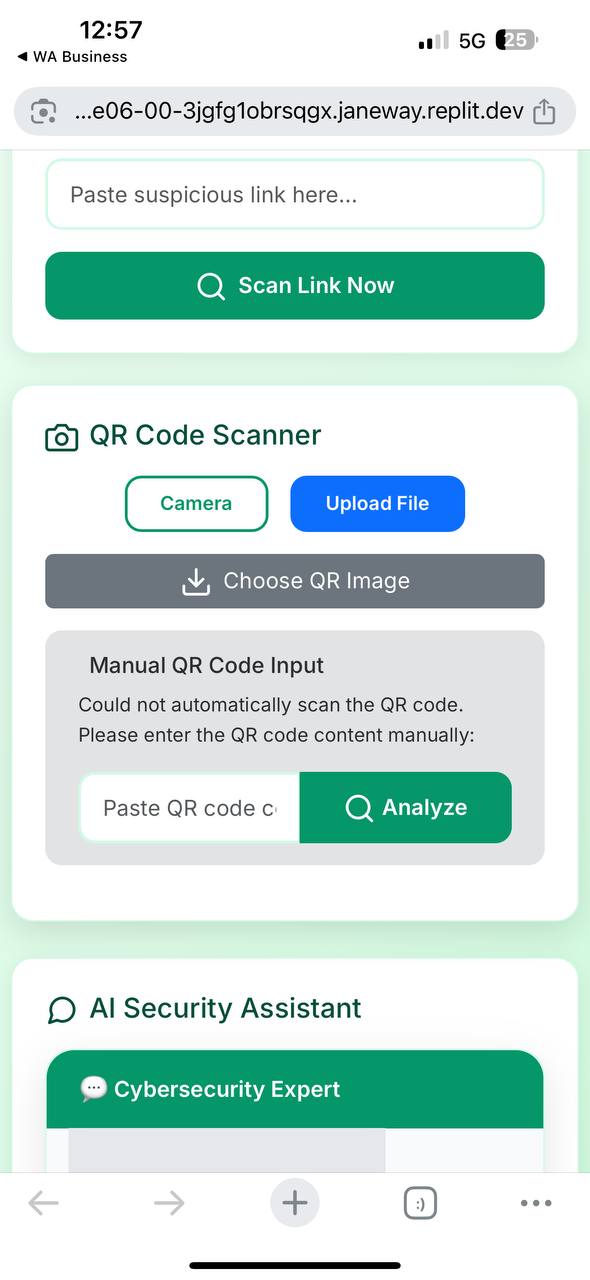 12:57
5G
25
◀ WA Business
...e06-00-3jgfg1obrsqgx.janeway.replit.dev
Paste suspicious link here...
Scan Link Now
QR Code Scanner
Camera
Upload File
Choose QR Image
Manual QR Code Input
Could not automatically scan the QR code.
Please enter the QR code content manually:
Paste QR code c
Analyze
AI Security Assistant
💬 Cybersecurity Expert
:)